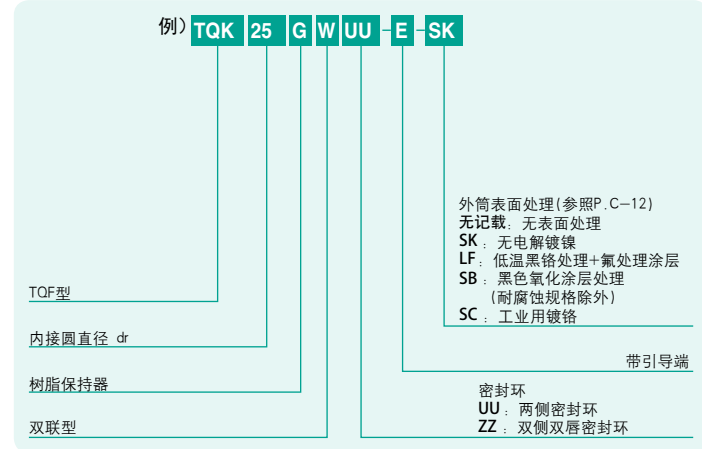 例）TQK 25 G W UU - E - SK
外筒表面处理(参照P.C-12)
无记载：无表面处理
SK：无电解镀镍
LF：低温黑铬处理+氟处理涂层
SB：黑色氧化涂层处理
(耐腐蚀规格除外)
SC：工业用镀铬
TQF型
内接圆直径 dr
带引导端
树脂保持器
密封环
UU：两侧密封环
双联型
ZZ：双侧双唇密封环